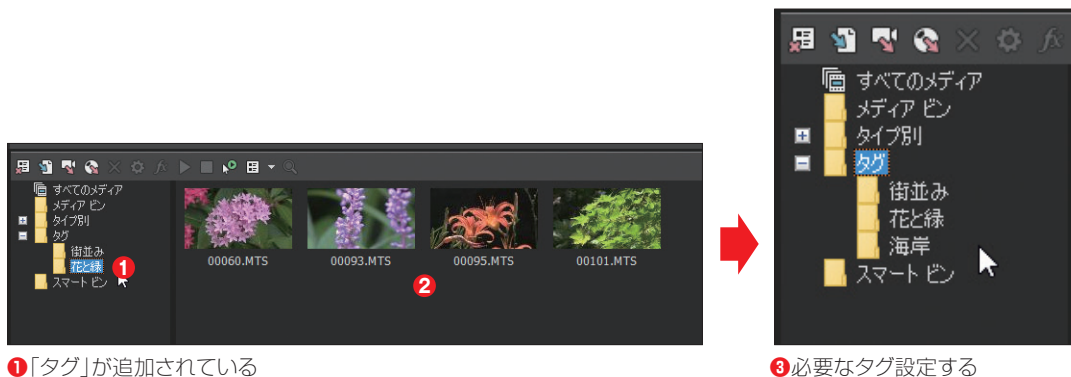 すべてのメディア
メディア ビン
タイプ別
タグ
街並み
花と緑
スマート ビン
1
00060.MTS 00093.MTS 00095.MTS 00101.MTS
2
❶「タグ」が追加されている
fx
すべてのメディア
メディア ビン
タイプ別
タグ
街並み
花と緑
海岸
スマート ビン
❸必要なタグ設定する